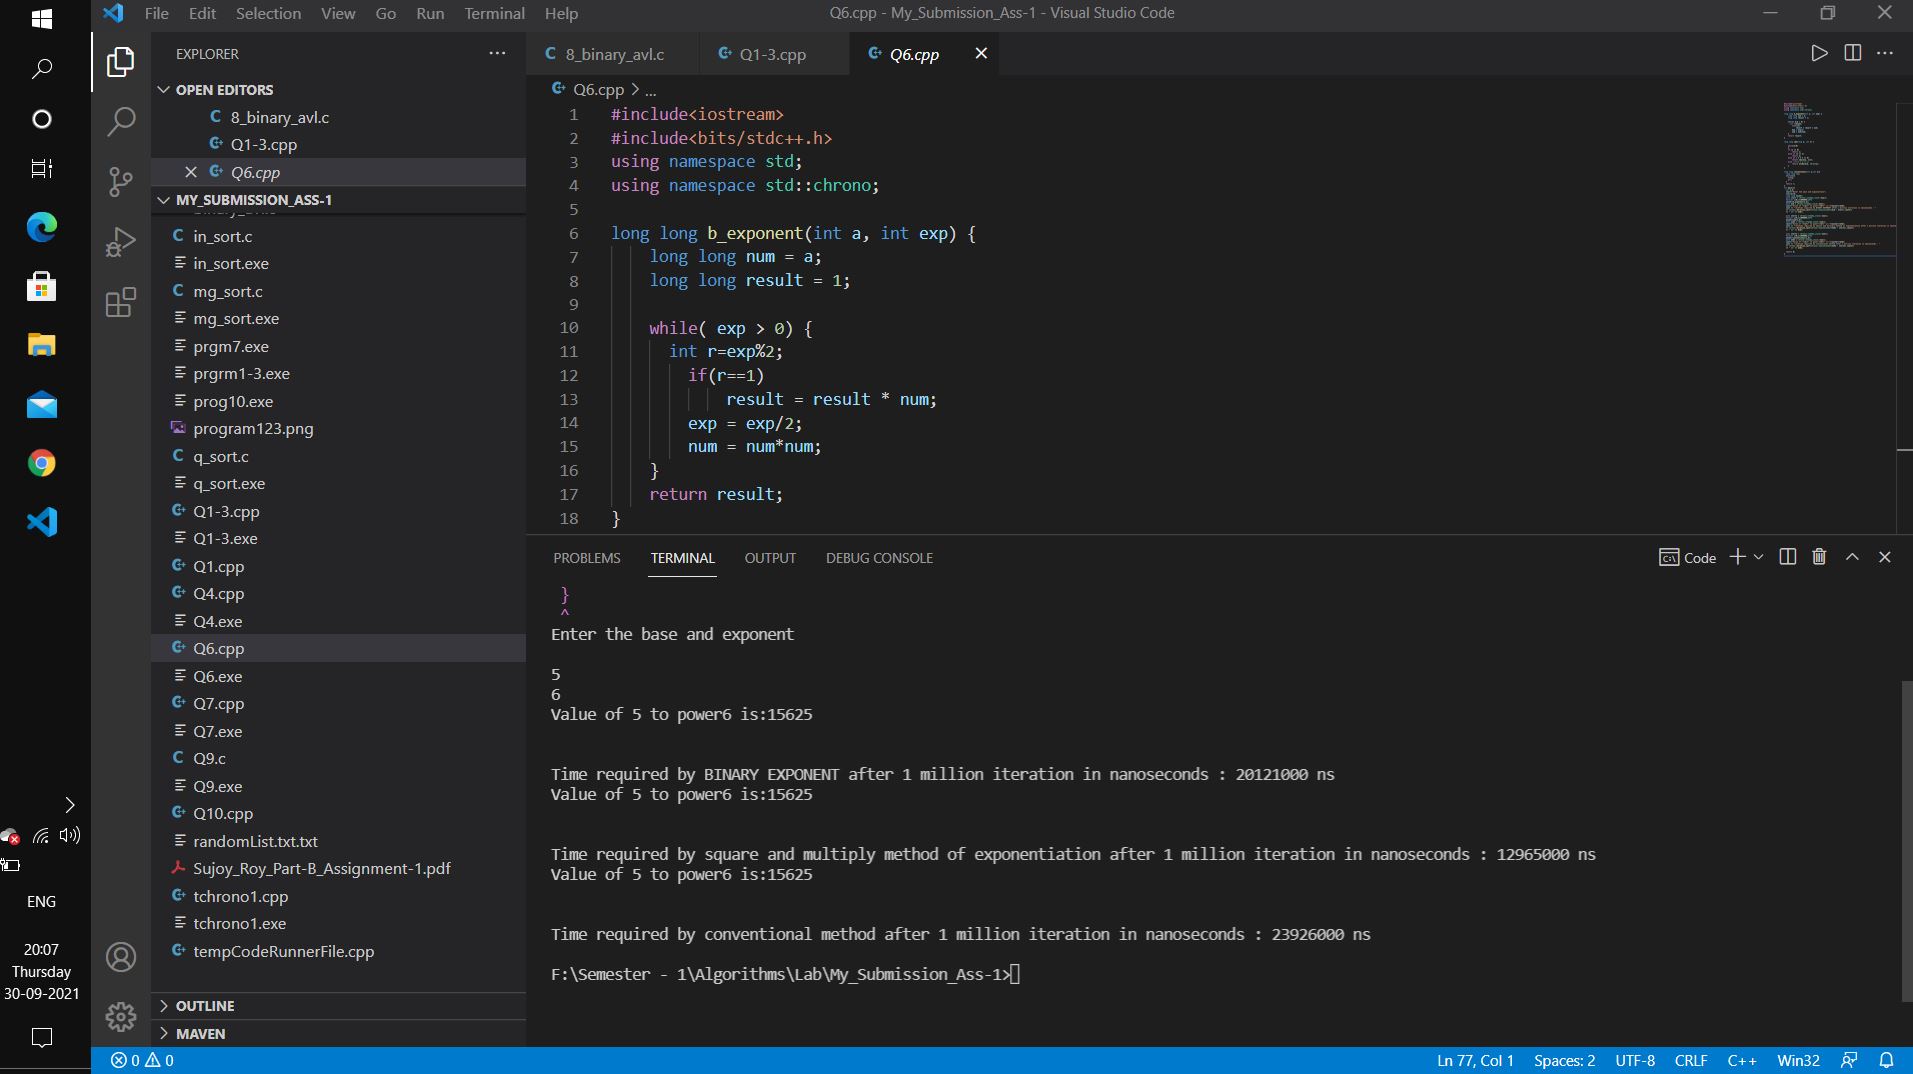 File Edit Selection View Go Run Terminal Help
Q6.cpp - My_Submission_Ass-1 - Visual Studio Code
EXPLORER
OPEN EDITORS
C 8_binary_avl.c
Q1-3.cpp
Q6.cpp
MY_SUBMISSION_ASS-1
C in_sort.c
in_sort.exe
C mg_sort.c
mg_sort.exe
prgm7.exe
prgrm1-3.exe
prog10.exe
program123.png
C q_sort.c
q_sort.exe
Q1-3.cpp
Q1-3.exe
Q1.cpp
Q4.cpp
Q4.exe
Q6.cpp
Q6.exe
Q7.cpp
Q7.exe
C Q9.c
Q9.exe
Q10.cpp
randomList.txt.txt
Sujoy_Roy_Part-B_Assignment-1.pdf
tchrono1.cpp
tchrono1.exe
tempCodeRunnerFile.cpp
OUTLINE
MAVEN
C 8_binary_avl.c Q1-3.cpp Q6.cpp
Q6.cpp > ...
1 #include<iostream>
2 #include<bits/stdc++.h>
3 using namespace std;
4 using namespace std::chrono;
5
6 long long b_exponent(int a, int exp) {
7 long long num = a;
8 long long result = 1;
9
10 while( exp > 0) {
11 int r=exp%2;
12 if(r==1)
13 result = result * num;
14 exp = exp/2;
15 num = num*num;
16 }
17 return result;
18 }
PROBLEMS TERMINAL OUTPUT DEBUG CONSOLE
Code
}
^
Enter the base and exponent
5
6
Value of 5 to power6 is:15625
Time required by BINARY EXPONENT after 1 million iteration in nanoseconds : 20121000 ns
Value of 5 to power6 is:15625
Time required by square and multiply method of exponentiation after 1 million iteration in nanoseconds : 12965000 ns
Value of 5 to power6 is:15625
Time required by conventional method after 1 million iteration in nanoseconds : 23926000 ns
F:\Semester - 1\Algorithms\Lab\My_Submission_Ass-1>
ENG
20:07
Thursday
30-09-2021
0 0
Ln 77, Col 1 Spaces: 2 UTF-8 CRLF C++ Win32